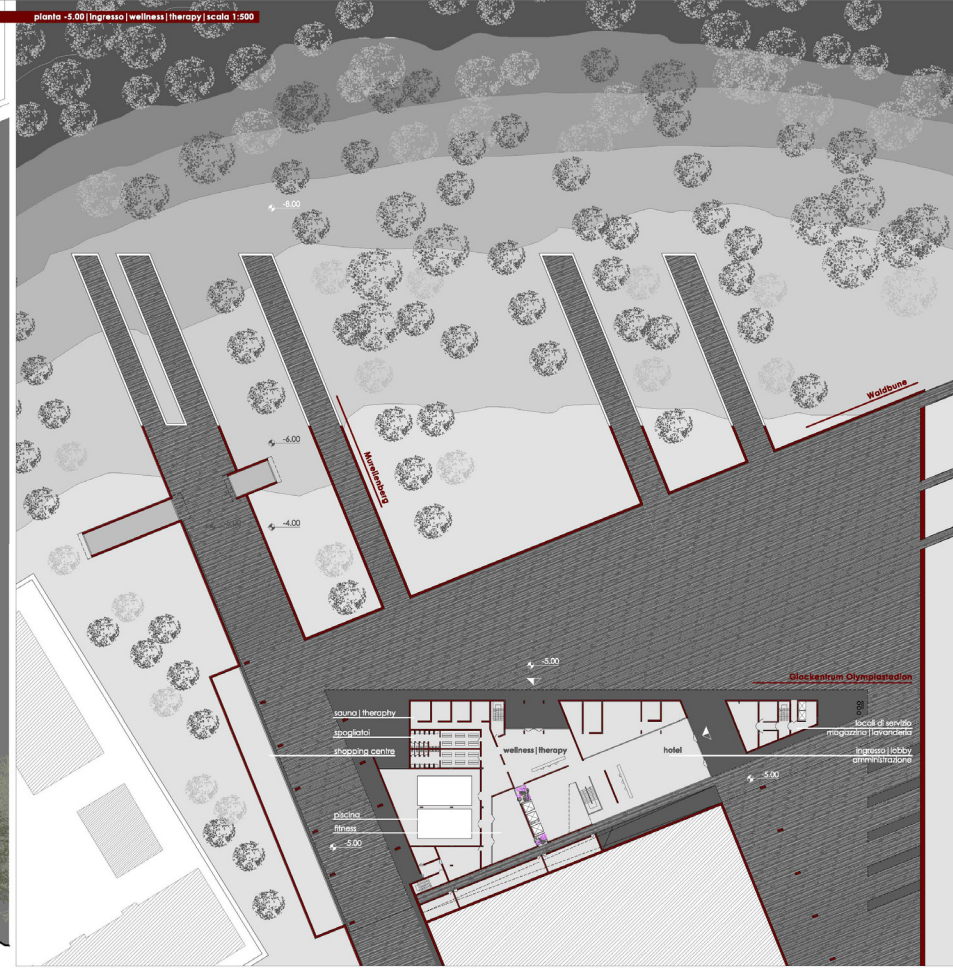 planta -5.00|ingresso|wellness|therapy|scala 1:500
-8.00
Waldbune
-6.00
Murellenberg
-4.00
-5.00
Glockentrum Olympiastadion
sauna|theraphy
spogliatoi
shopping centre
wellness|therapy
hotel
locali di servizio
magazzino|lavanderia
ingresso|lobby
amministrazione
-5.00
piscina
fitness
-5.00